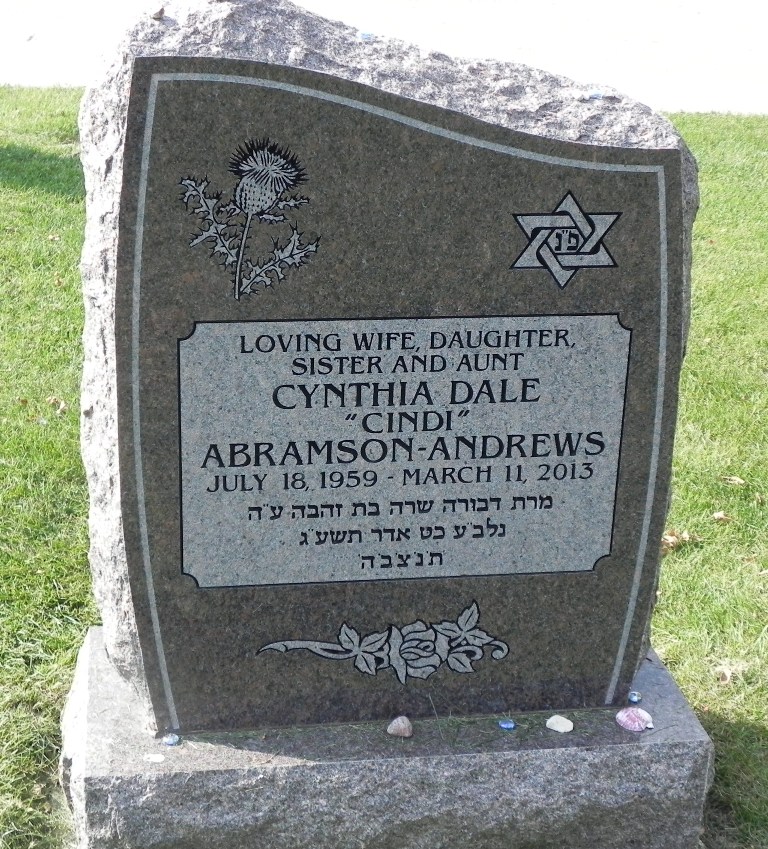 פ"נ
LOVING WIFE, DAUGHTER,
SISTER AND AUNT
CYNTHIA DALE
"CINDI"
ABRAMSON-ANDREWS
JULY 18, 1959 - MARCH 11, 2013
מרת דבורה שרה בת זהבה ע"ה
נלב"ע כט אדר תשע"ג
ת'נ'צ'ב'ה'